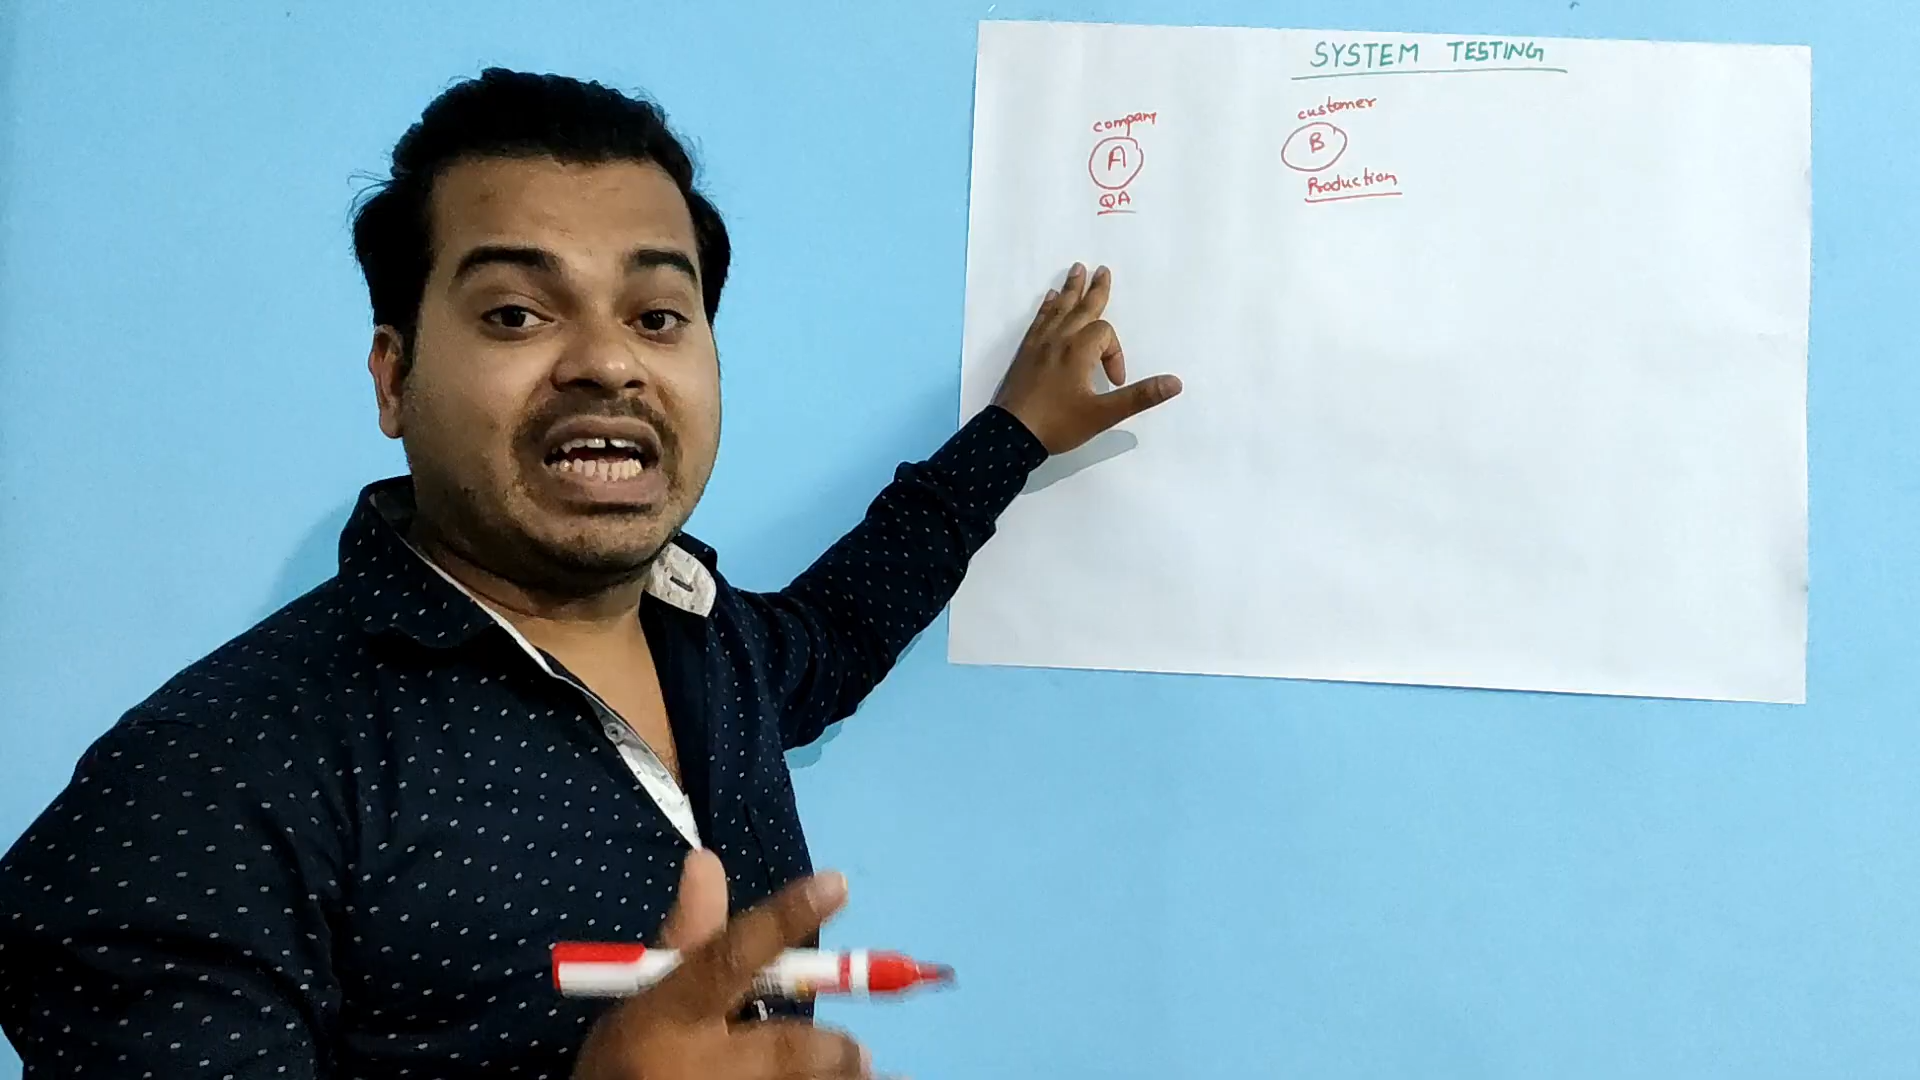 SYSTEM TESTING
company
A
QA
customer
B
Production